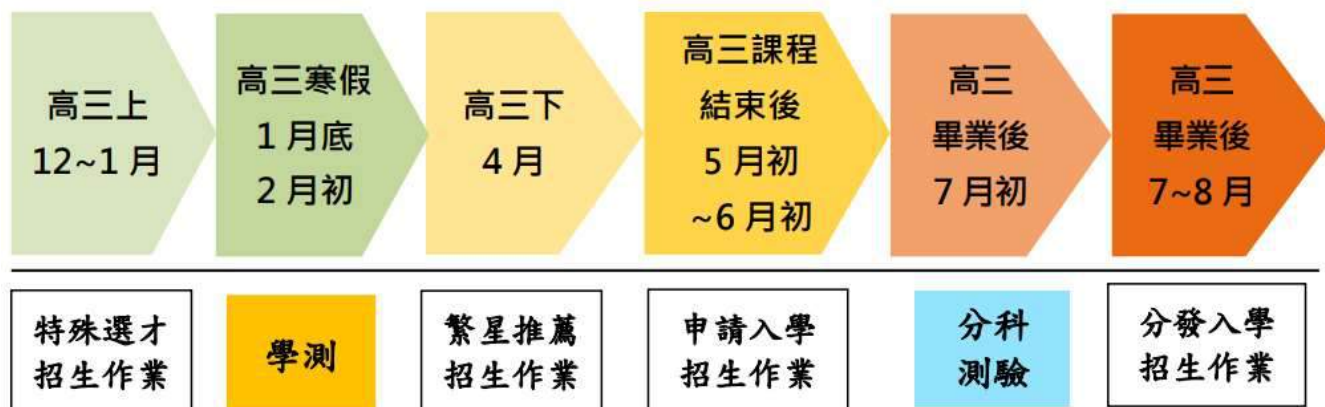 高三上
12~1 月
高三寒假
1 月底
2 月初
高三下
4 月
高三課程
結束後
5 月初
~6 月初
高三
畢業後
7 月初
高三
畢業後
7~8 月
特殊選才
招生作業
學測
繁星推薦
招生作業
申請入學
招生作業
分科
測驗
分發入學
招生作業